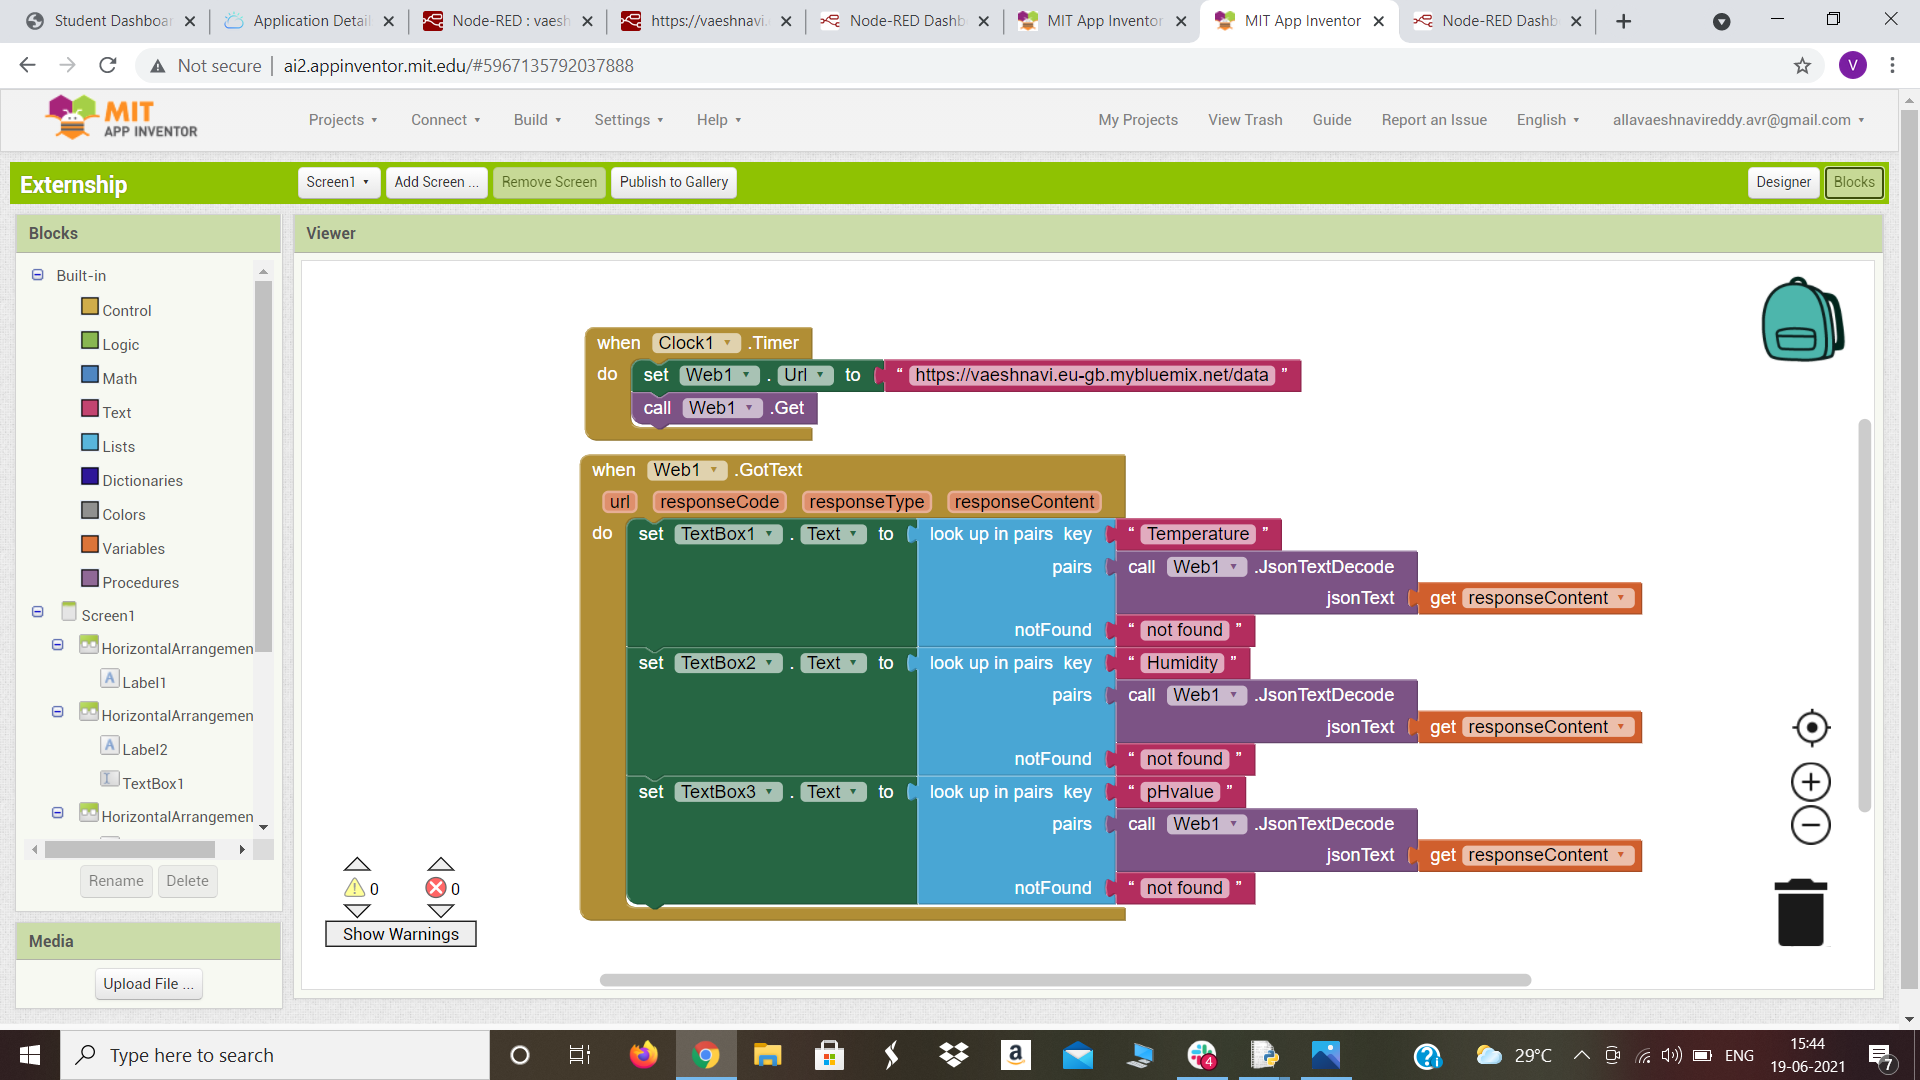 Student Dashboar
Application Detail
Node-RED : vaesh
https://vaeshnavi.
Node-RED Dashb
MIT App Inventor
MIT App Inventor
Node-RED Dashb
Not secure | ai2.appinventor.mit.edu/#5967135792037888
V
MIT
APP INVENTOR
Projects
Connect
Build
Settings
Help
My Projects
View Trash
Guide
Report an Issue
English
allavaeshnavireddy.avr@gmail.com
Externship
Screen1
Add Screen ...
Remove Screen
Publish to Gallery
Designer
Blocks
Blocks
Viewer
Built-in
Control
Logic
Math
Text
Lists
Dictionaries
Colors
Variables
Procedures
Screen1
HorizontalArrangemen
Label1
HorizontalArrangemen
Label2
TextBox1
HorizontalArrangemen
Rename
Delete
Media
Upload File ...
when Clock1 .Timer
do set Web1 . Url to “ https://vaeshnavi.eu-gb.mybluemix.net/data ”
call Web1 .Get
when Web1 .GotText
url responseCode responseType responseContent
do set TextBox1 . Text to look up in pairs key “ Temperature ”
pairs call Web1 .JsonTextDecode
jsonText get responseContent
notFound “ not found ”
set TextBox2 . Text to look up in pairs key “ Humidity ”
pairs call Web1 .JsonTextDecode
jsonText get responseContent
notFound “ not found ”
set TextBox3 . Text to look up in pairs key “ pHvalue ”
pairs call Web1 .JsonTextDecode
jsonText get responseContent
notFound “ not found ”
0 0
Show Warnings
Type here to search
4
29°C
ENG
15:44
19-06-2021
7